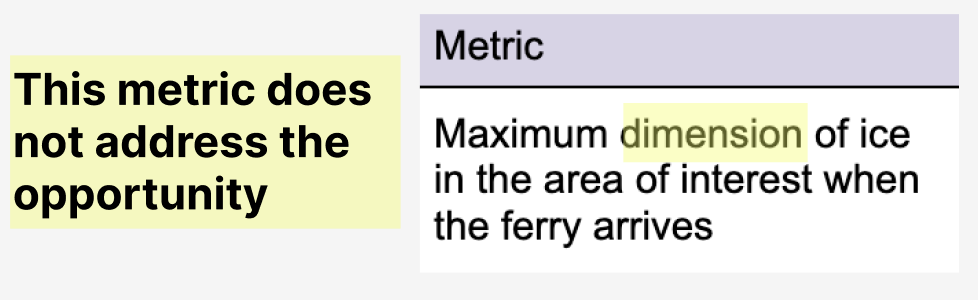 This metric does
not address the
opportunity
Metric
Maximum dimension of ice
in the area of interest when
the ferry arrives